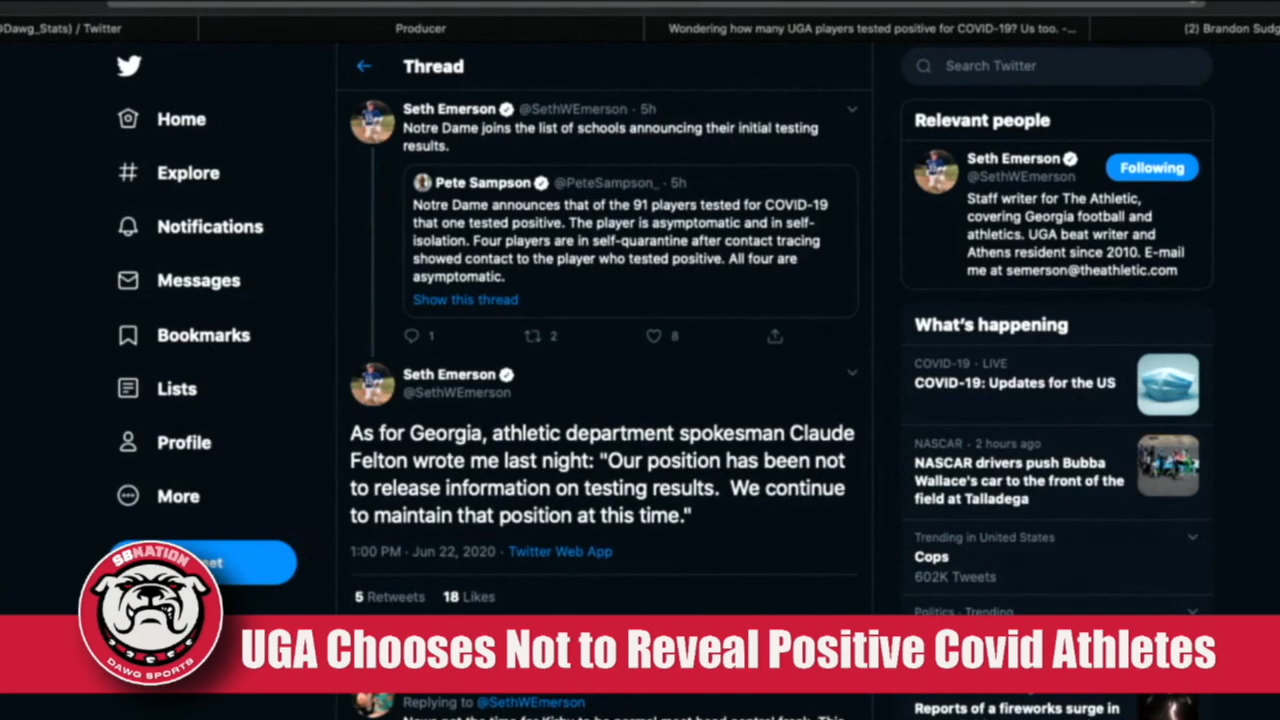 @Dawg_Stats) / Twitter
Producer
Wondering how many UGA players tested positive for COVID-19? Us too. -...
(2) Brandon Sudg
Thread
Search Twitter
Home
Explore
Notifications
Messages
Bookmarks
Lists
Profile
More
Seth Emerson @SethWEmerson · 5h
Notre Dame joins the list of schools announcing their initial testing
results.
Pete Sampson @PeteSampson_ · 5h
Notre Dame announces that of the 91 players tested for COVID-19
that one tested positive. The player is asymptomatic and in self-
isolation. Four players are in self-quarantine after contact tracing
showed contact to the player who tested positive. All four are
asymptomatic.
Show this thread
1
2
8
Seth Emerson
@SethWEmerson
As for Georgia, athletic department spokesman Claude
Felton wrote me last night: "Our position has been not
to release information on testing results.  We continue
to maintain that position at this time."
1:00 PM · Jun 22, 2020 · Twitter Web App
5 Retweets 18 Likes
Replying to @SethWEmerson
Relevant people
Seth Emerson
@SethWEmerson
Following
Staff writer for The Athletic,
covering Georgia football and
athletics. UGA beat writer and
Athens resident since 2010. E-mail
me at semerson@theathletic.com
What's happening
COVID-19 · LIVE
COVID-19: Updates for the US
NASCAR · 2 hours ago
NASCAR drivers push Bubba
Wallace's car to the front of the
field at Talladega
Trending in United States
Cops
602K Tweets
Politics · Trending
Reports of a fireworks surge in
SBNATION
DAWG SPORTS
UGA Chooses Not to Reveal Positive Covid Athletes